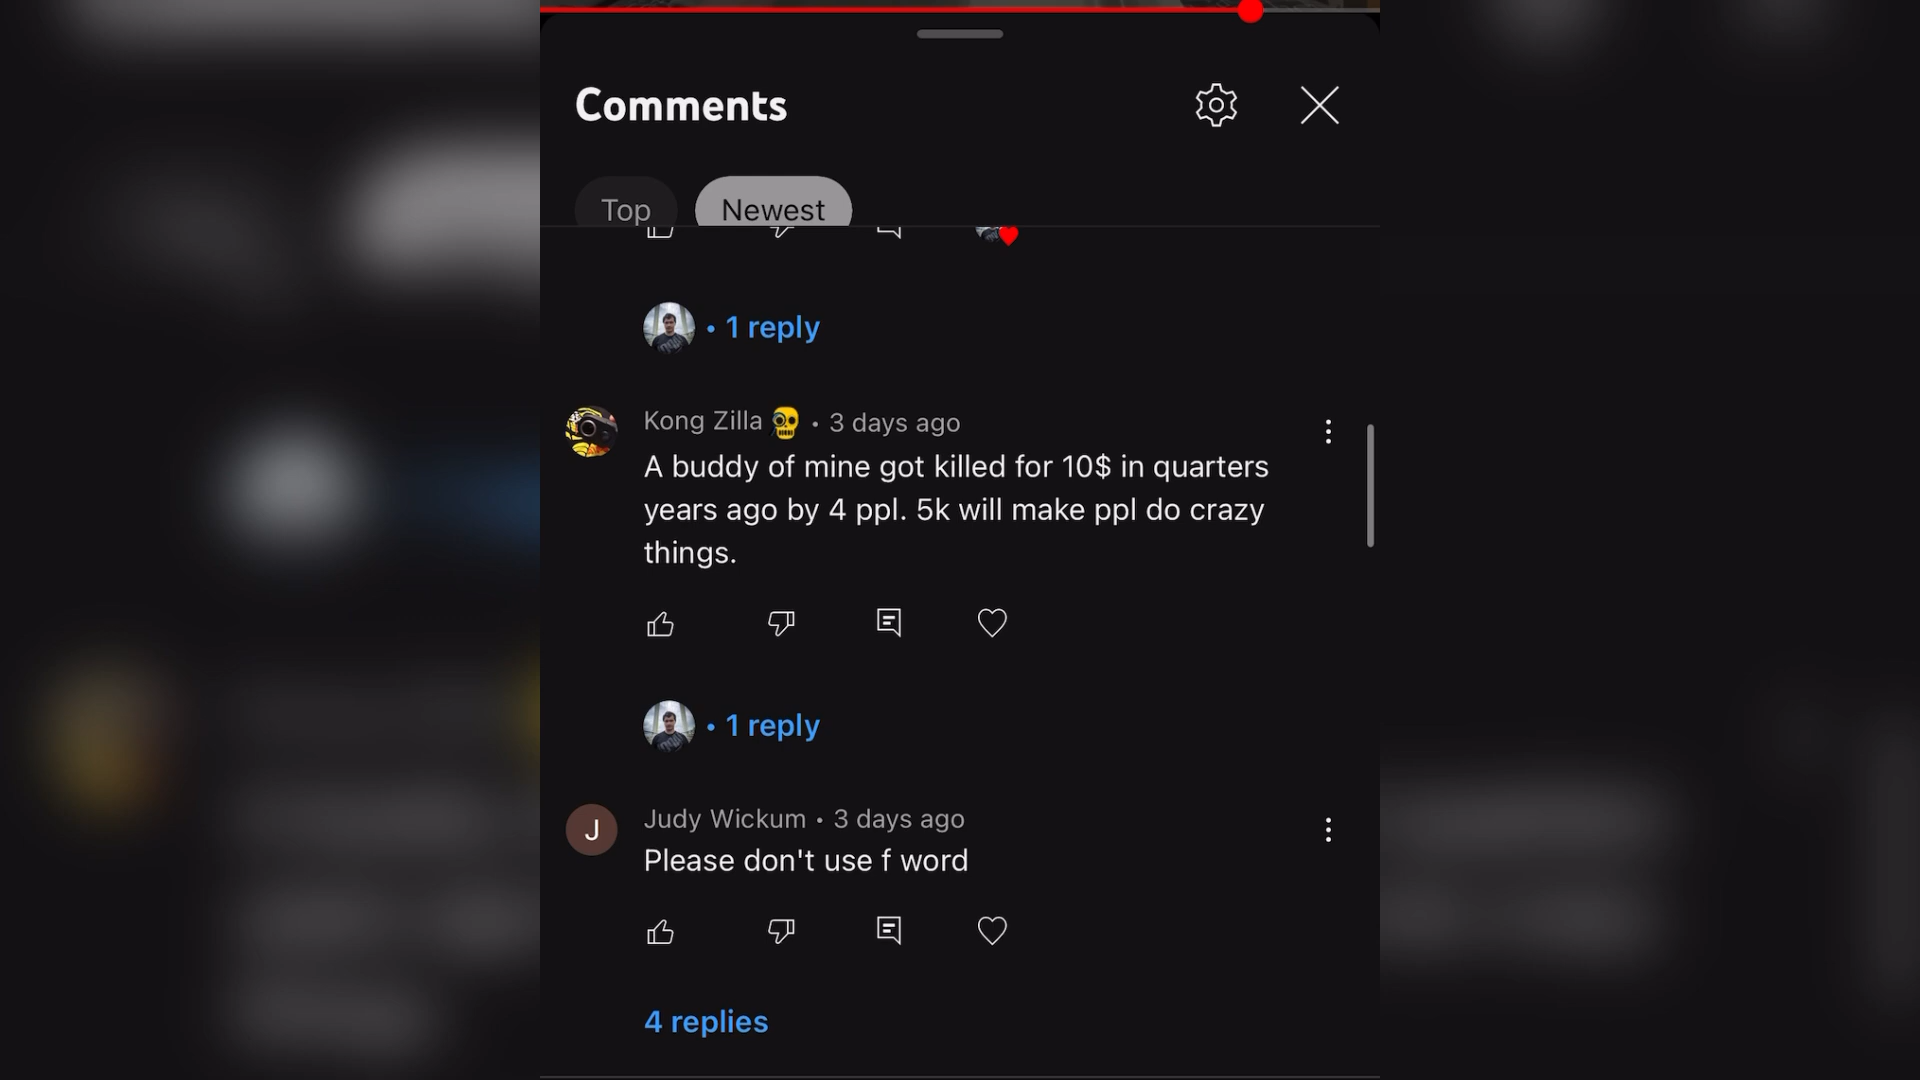 Comments
Top
Newest
• 1 reply
Kong Zilla • 3 days ago
A buddy of mine got killed for 10$ in quarters
years ago by 4 ppl. 5k will make ppl do crazy
things.
• 1 reply
J
Judy Wickum • 3 days ago
Please don't use f word
4 replies